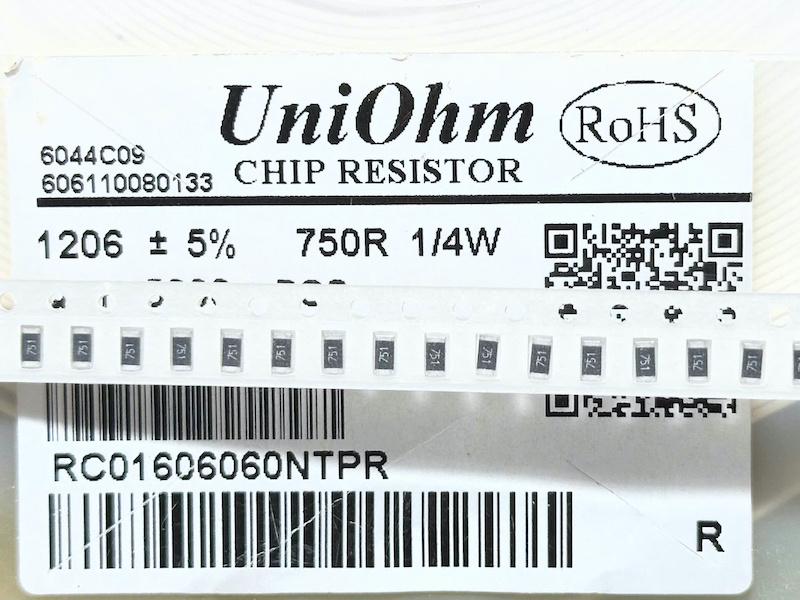 UniOhm
RoHS
CHIP RESISTOR
6044C09
606110080133
1206 ± 5% 750R 1/4W
751 751 751 751 751 751 751 751 751 751 751 751 751 751 751
RC01606060NTPR
R